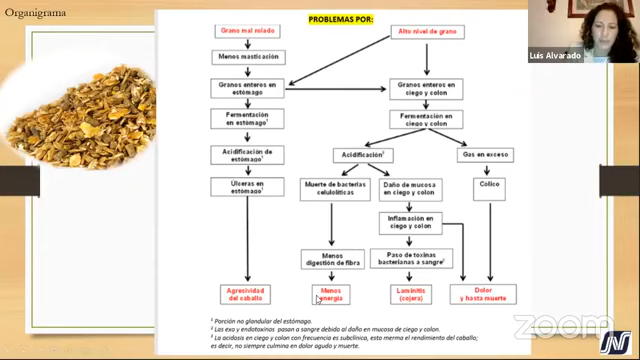 Organigrama
PROBLEMAS POR:
Grano mal rolado
Alto nivel de grano
Menos masticación
Granos enteros en
estómago
Granos enteros en
ciego y colon
Fermentación
en estómago¹
Fermentación en
ciego y colon
Acidificación de
estómago¹
Acidificación³
Gas en exceso
Úlceras en
estómago¹
Muerte de bacterias
celulolíticas
Daño de mucosa
en ciego y colon
Cólico
Inflamación en
ciego y colon
Menos
digestión de fibra
Paso de toxinas
bacterianas a sangre²
Agresividad
del caballo
Menos
energía
Laminitis
(cojera)
Dolor
y hasta muerte
¹ Porción no glandular del estómago.
² Las exo y endotoxinas pasan a sangre debido al daño en mucosa de ciego y colon.
³ La acidosis en ciego y colon con frecuencia es subclínica, esto merma el rendimiento del caballo;
es decir, no siempre culmina en dolor agudo y muerte.
Luis Alvarado
zoom